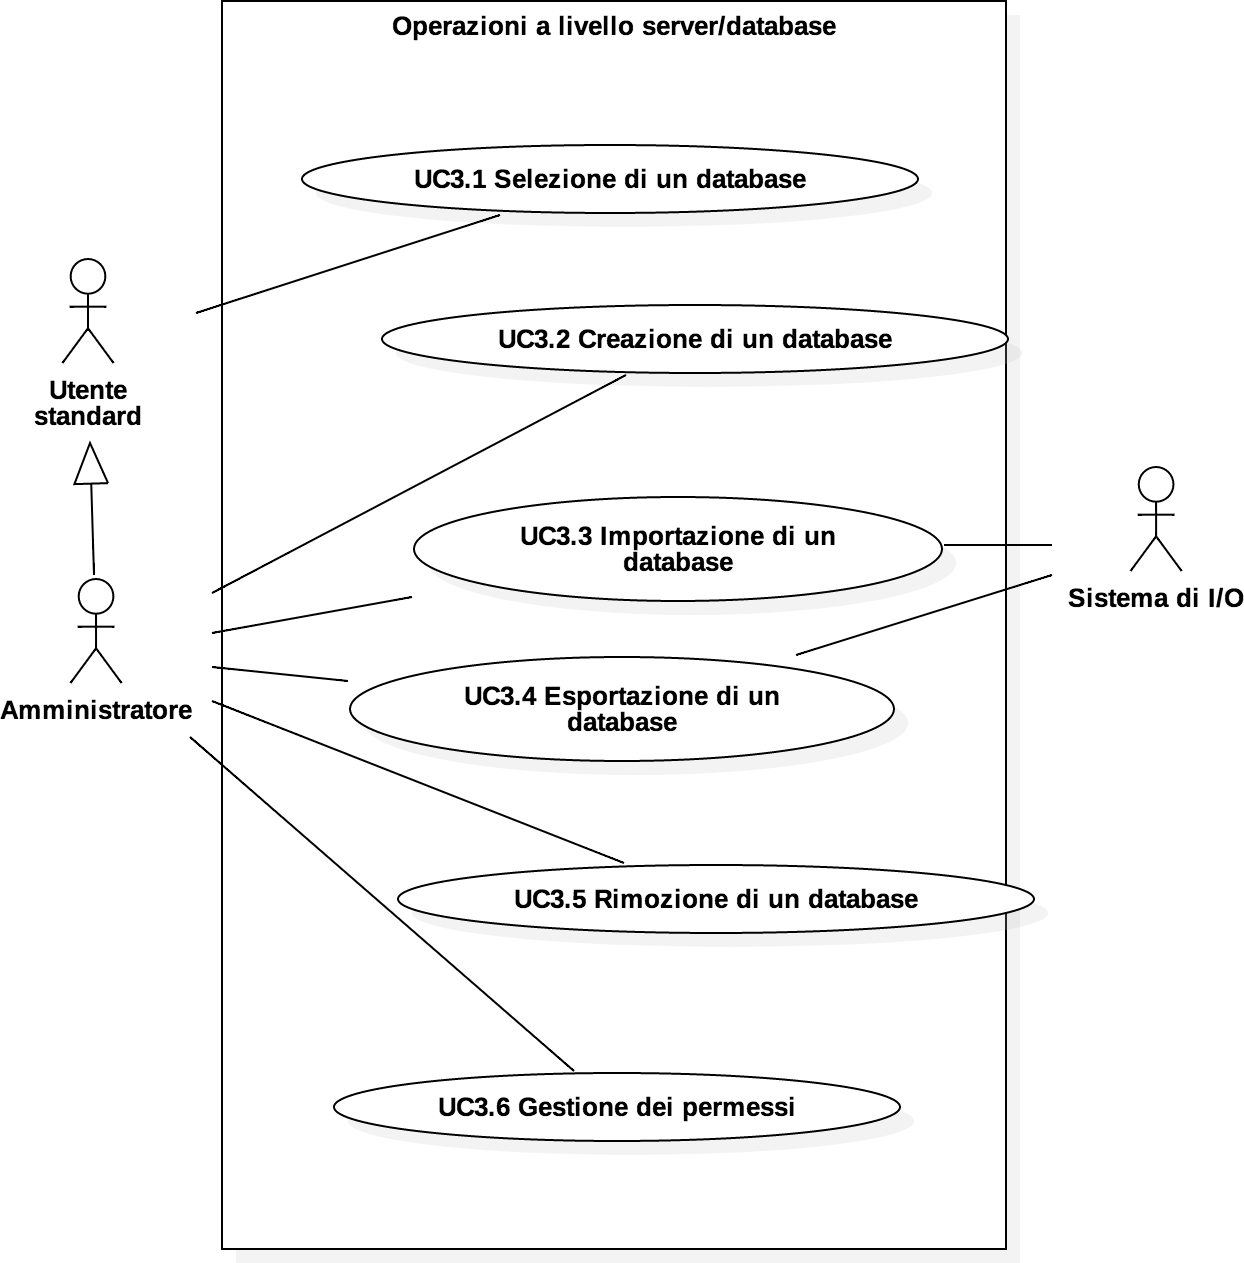 Operazioni a livello server/database
UC3.1 Selezione di un database
UC3.2 Creazione di un database
Utente
standard
UC3.3 Importazione di un
database
Sistema di I/O
UC3.4 Esportazione di un
database
Amministratore
UC3.5 Rimozione di un database
UC3.6 Gestione dei permessi